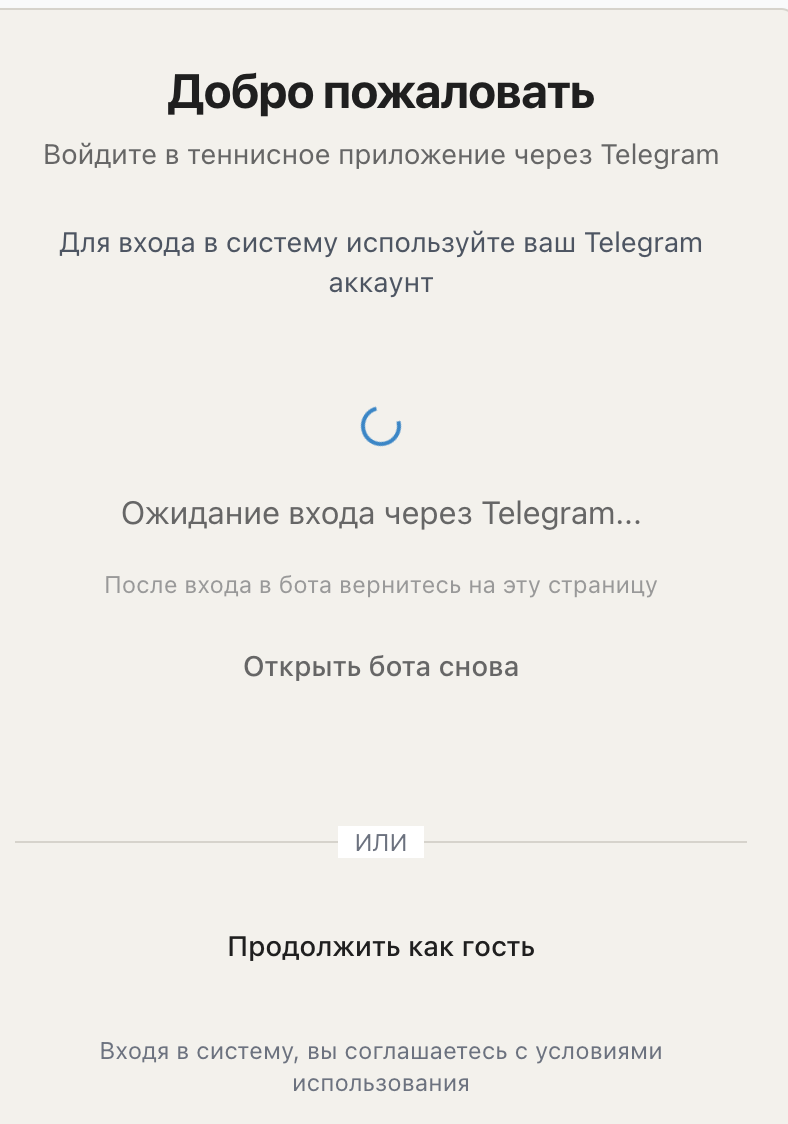 Добро пожаловать
Войдите в теннисное приложение через Telegram
Для входа в систему используйте ваш Telegram
аккаунт
Ожидание входа через Telegram...
После входа в бота вернитесь на эту страницу
Открыть бота снова
ИЛИ
Продолжить как гость
Входя в систему, вы соглашаетесь с условиями
использования